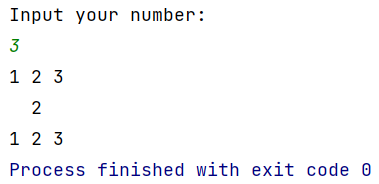 Input your number:
3
1 2 3
  2
1 2 3
Process finished with exit code 0